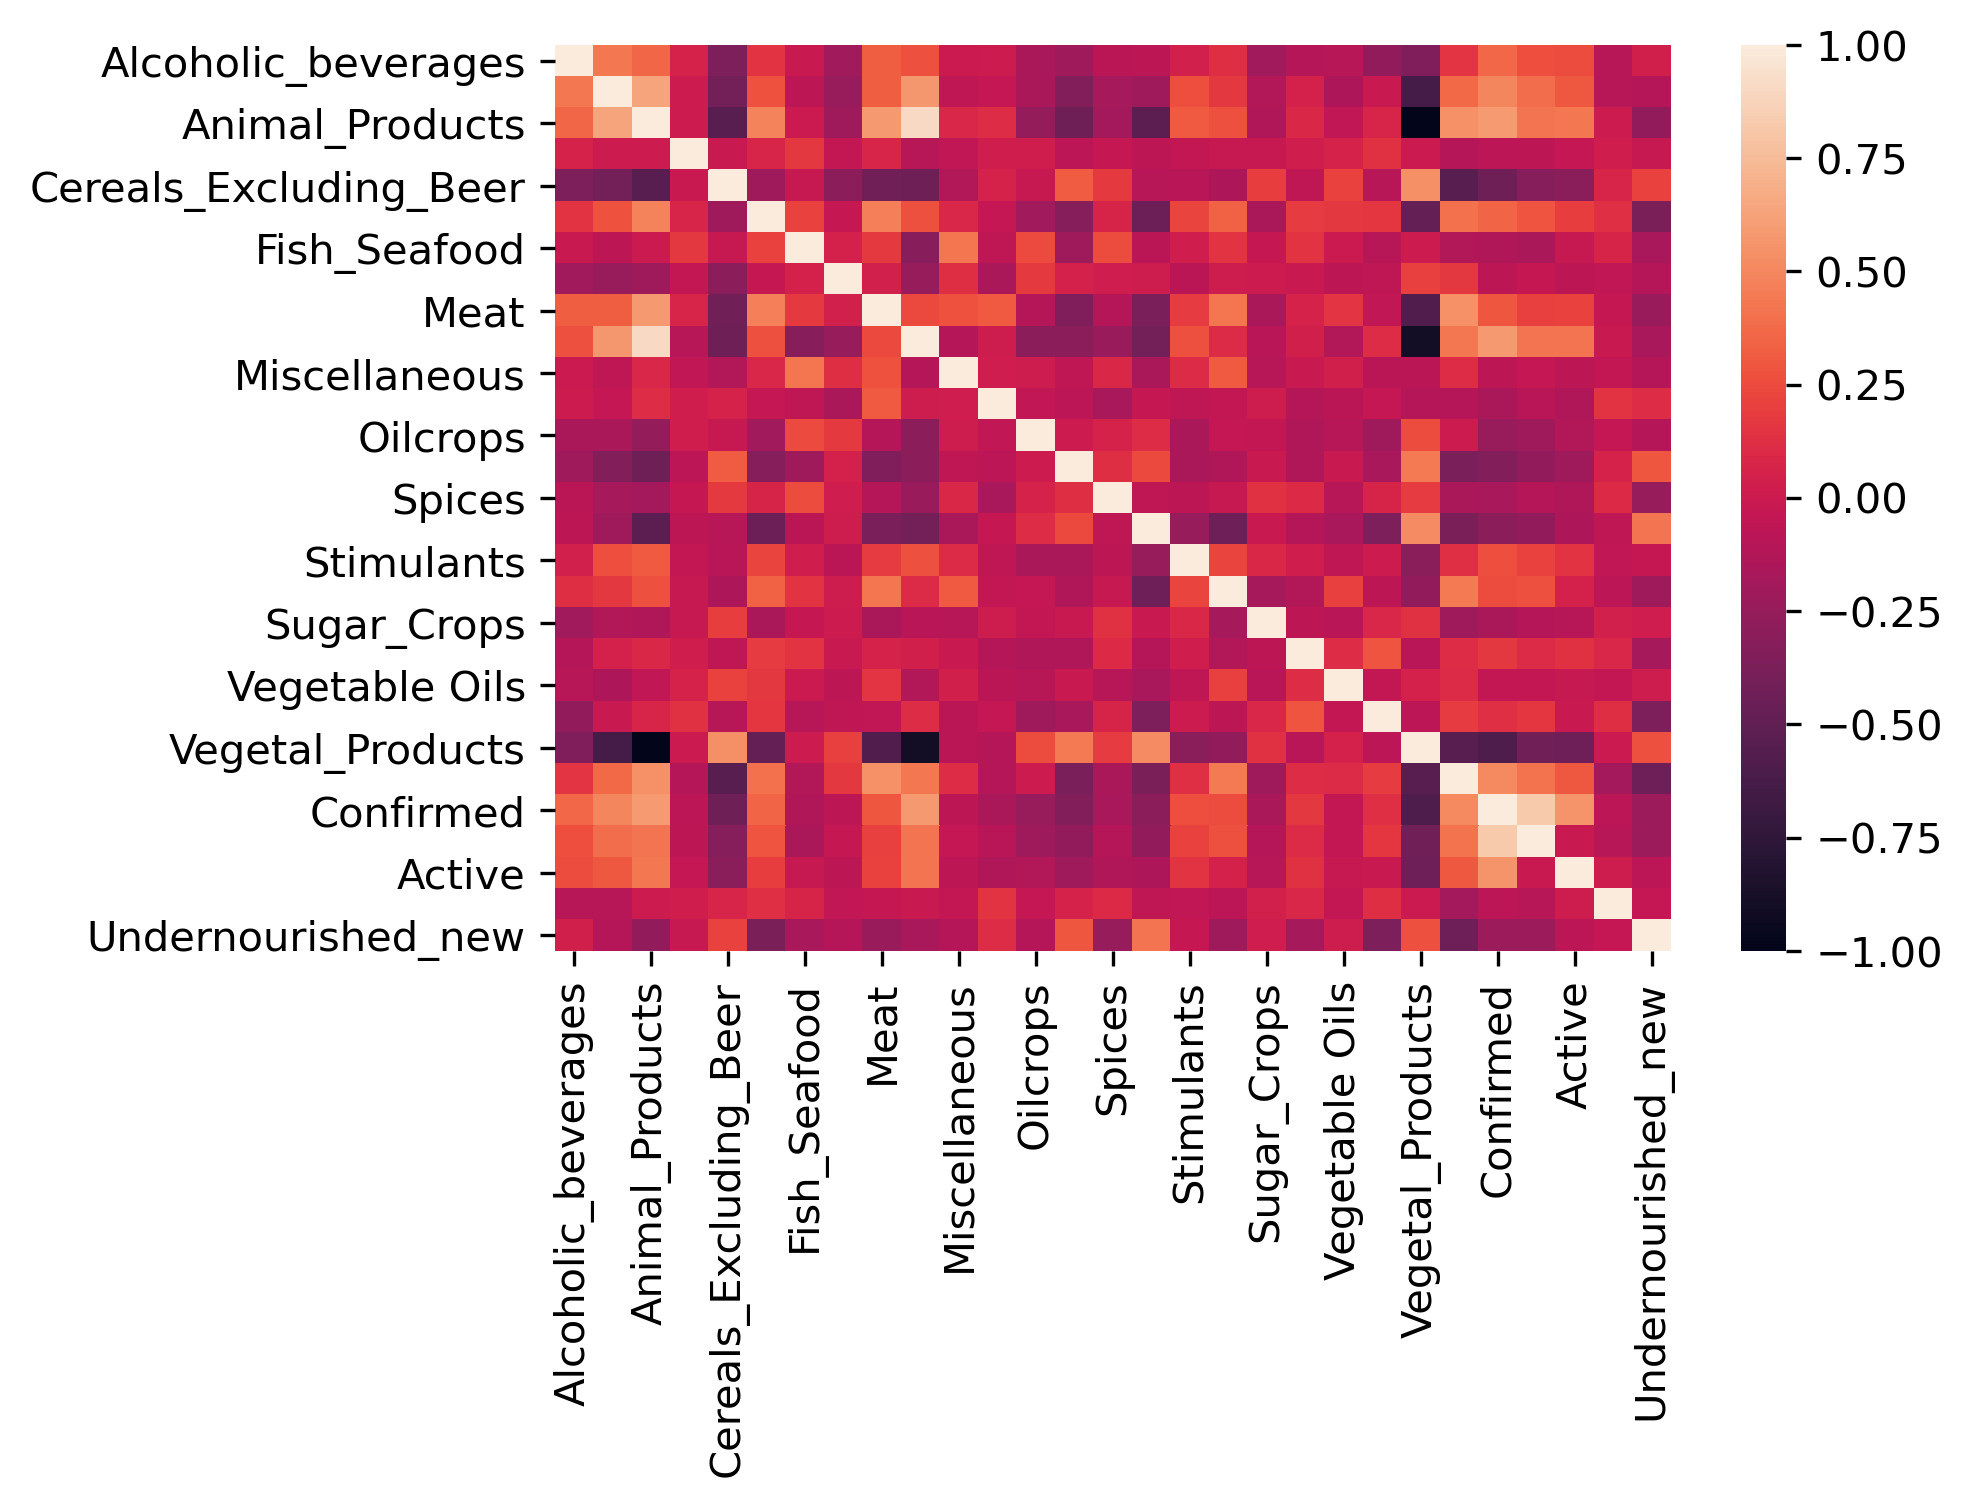 Alcoholic_beverages
Animal_Products
Cereals_Excluding_Beer
Fish_Seafood
Meat
Miscellaneous
Oilcrops
Spices
Stimulants
Sugar_Crops
Vegetable Oils
Vegetal_Products
Confirmed
Active
Undernourished_new
Alcoholic_beverages
Animal_Products
Cereals_Excluding_Beer
Fish_Seafood
Meat
Miscellaneous
Oilcrops
Spices
Stimulants
Sugar_Crops
Vegetable Oils
Vegetal_Products
Confirmed
Active
Undernourished_new
1.00
0.75
0.50
0.25
0.00
−0.25
−0.50
−0.75
−1.00